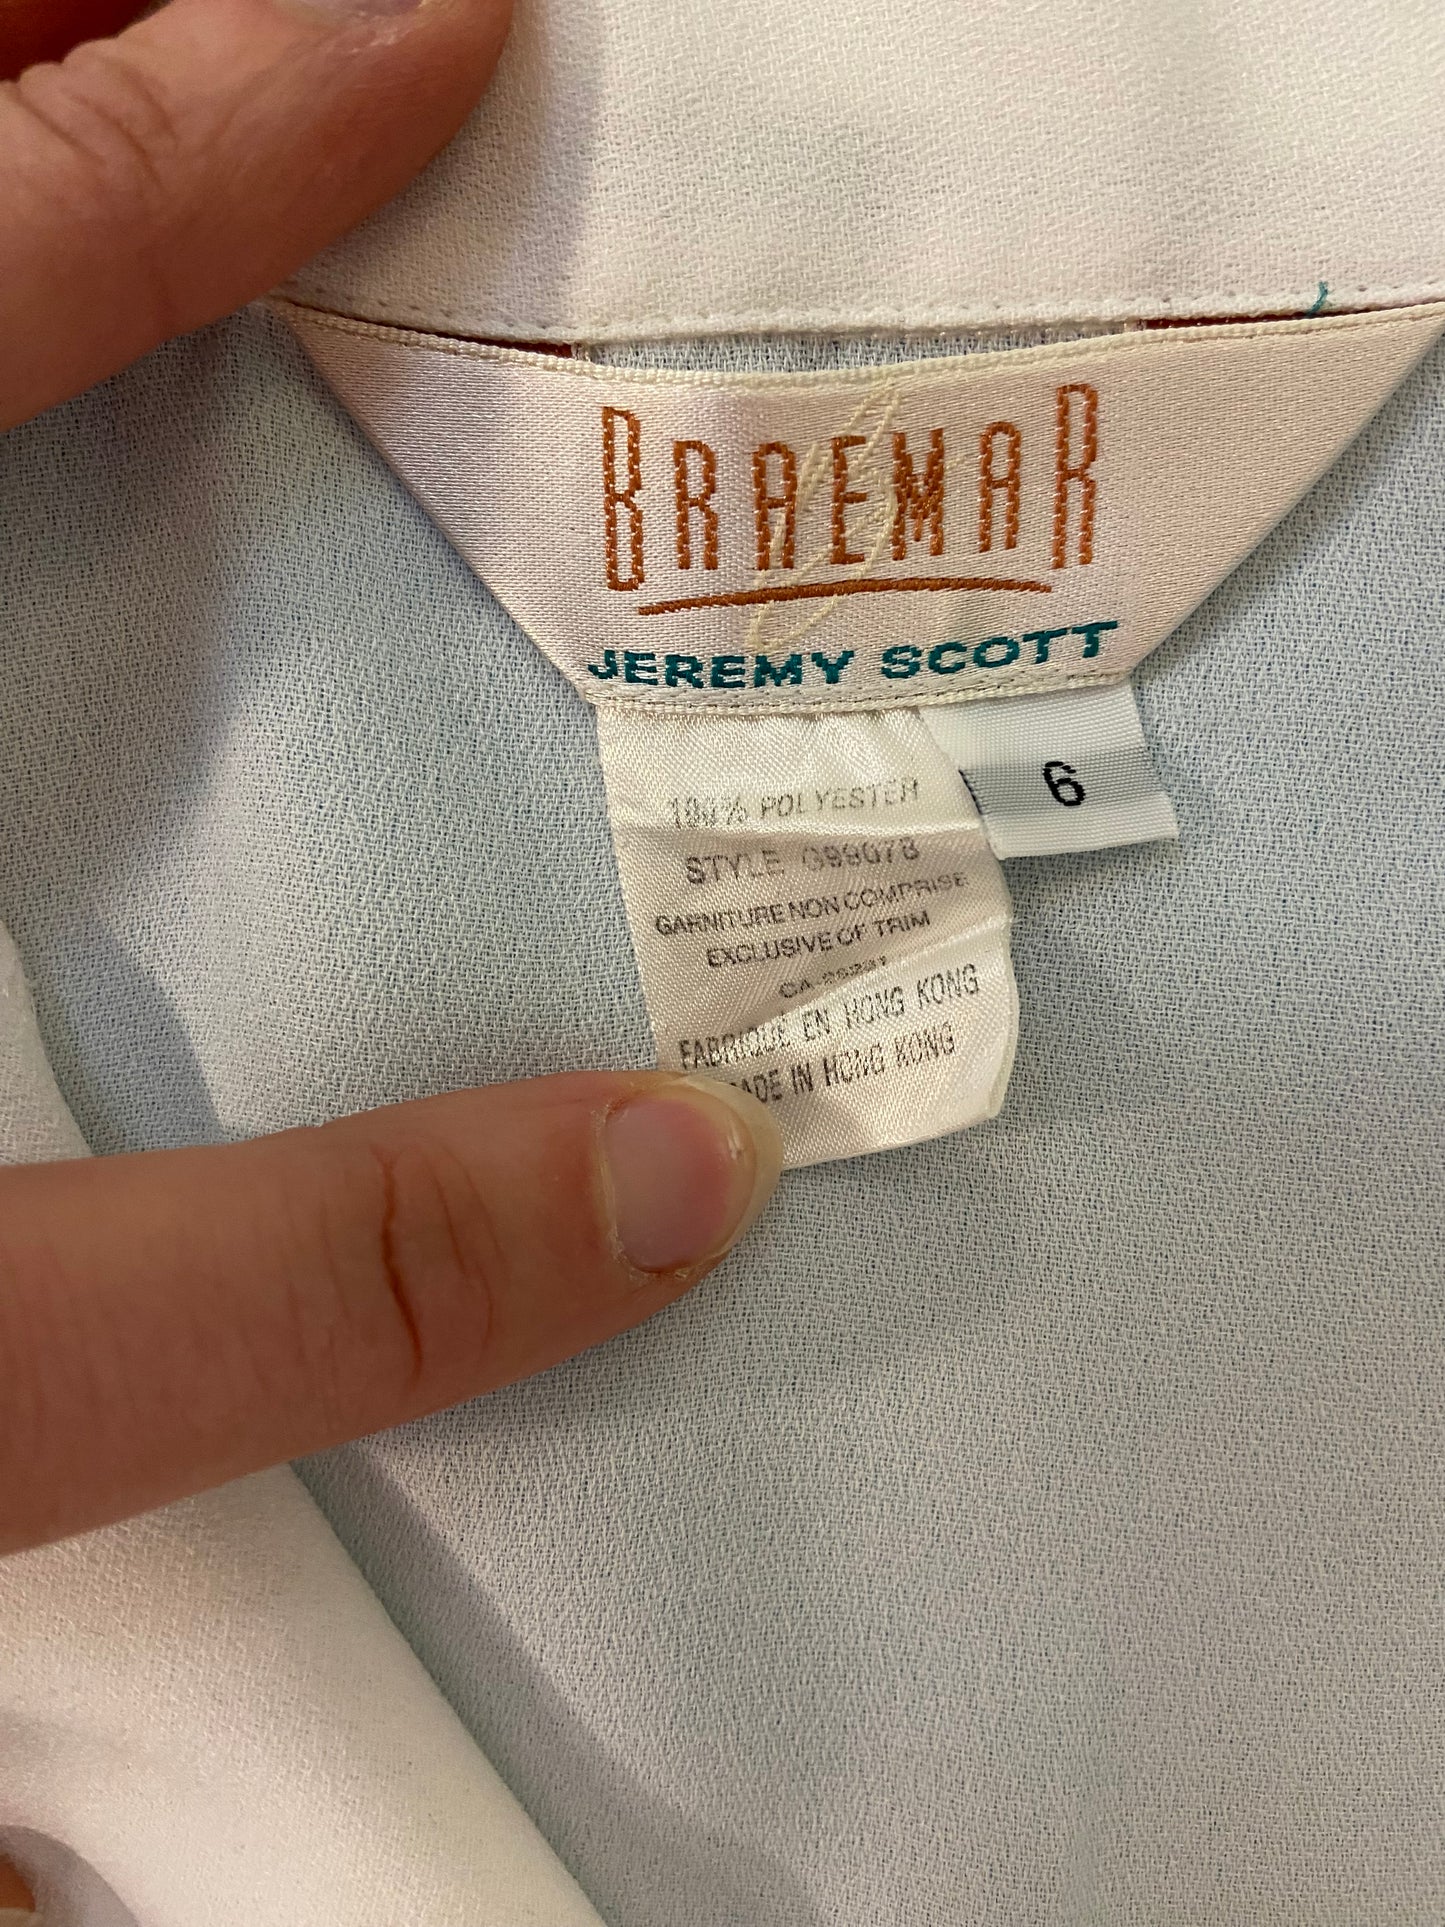 BRAEMAR
JEREMY SCOTT
6
100% POLYESTER
STYLE 099078
GARNITURE NON COMPRISE
EXCLUSIVE OF TRIM
FABRIQUE EN HONG KONG
MADE IN HONG KONG